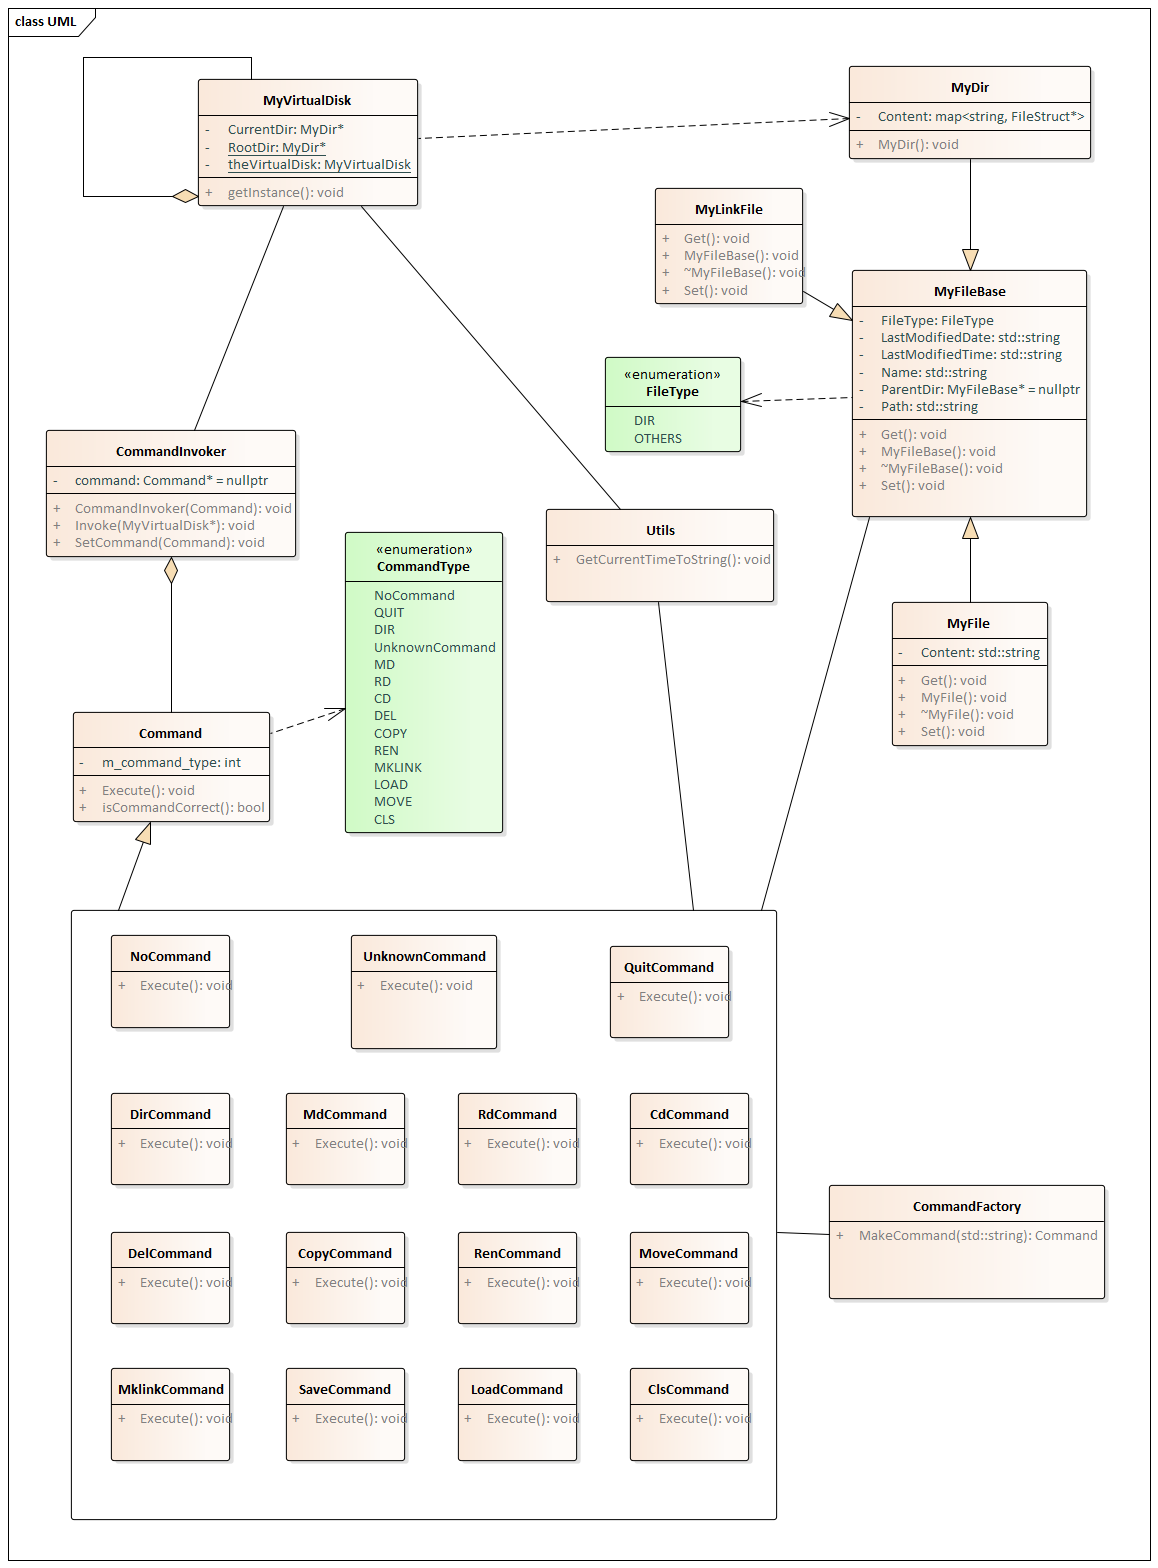 class UML
MyVirtualDisk
- CurrentDir: MyDir*
- RootDir: MyDir*
- theVirtualDisk: MyVirtualDisk
+ getInstance(): void
MyDir
- Content: map<string, FileStruct*>
+ MyDir(): void
MyLinkFile
+ Get(): void
+ MyFileBase(): void
+ ~MyFileBase(): void
+ Set(): void
MyFileBase
- FileType: FileType
- LastModifiedDate: std::string
- LastModifiedTime: std::string
- Name: std::string
- ParentDir: MyFileBase* = nullptr
- Path: std::string
+ Get(): void
+ MyFileBase(): void
+ ~MyFileBase(): void
+ Set(): void
«enumeration»
FileType
DIR
OTHERS
CommandInvoker
- command: Command* = nullptr
+ CommandInvoker(Command): void
+ Invoke(MyVirtualDisk*): void
+ SetCommand(Command): void
«enumeration»
CommandType
NoCommand
QUIT
DIR
UnknownCommand
MD
RD
CD
DEL
COPY
REN
MKLINK
LOAD
MOVE
CLS
Utils
+ GetCurrentTimeToString(): void
MyFile
- Content: std::string
+ Get(): void
+ MyFile(): void
+ ~MyFile(): void
+ Set(): void
Command
- m_command_type: int
+ Execute(): void
+ isCommandCorrect(): bool
NoCommand
+ Execute(): void
UnknownCommand
+ Execute(): void
QuitCommand
+ Execute(): void
DirCommand
+ Execute(): void
MdCommand
+ Execute(): void
RdCommand
+ Execute(): void
CdCommand
+ Execute(): void
CommandFactory
+ MakeCommand(std::string): Command
DelCommand
+ Execute(): void
CopyCommand
+ Execute(): void
RenCommand
+ Execute(): void
MoveCommand
+ Execute(): void
MklinkCommand
+ Execute(): void
SaveCommand
+ Execute(): void
LoadCommand
+ Execute(): void
ClsCommand
+ Execute(): void